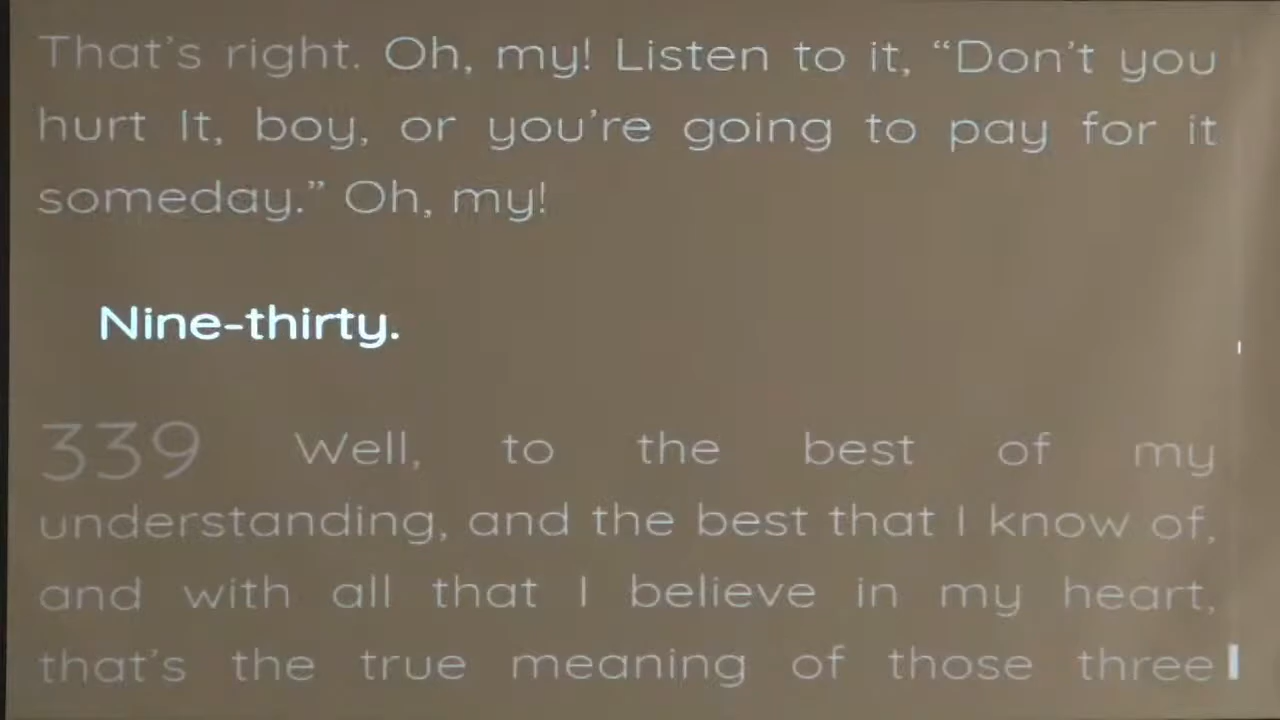 That's right. Oh, my! Listen to it, “Don't you
hurt It, boy, or you're going to pay for it
someday.” Oh, my!
Nine-thirty.
339 Well, to the best of my
understanding, and the best that I know of,
and with all that I believe in my heart,
that's the true meaning of those three